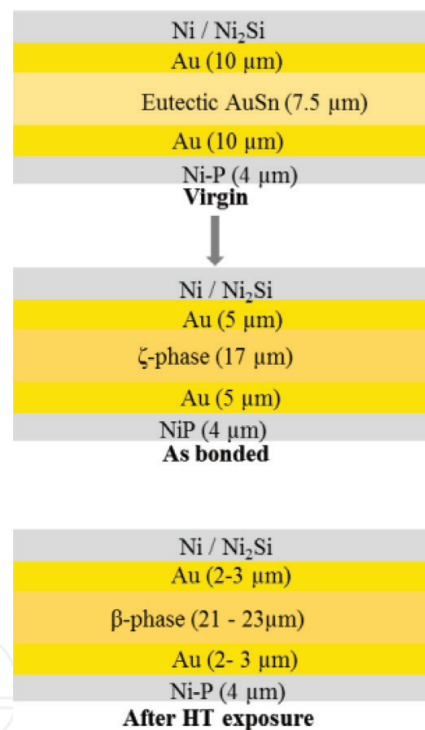 Ni / Ni₂Si
Au (10 µm)
Eutectic AuSn (7.5 µm)
Au (10 µm)
Ni-P (4 µm)
Virgin
Ni / Ni₂Si
Au (5 µm)
ζ-phase (17 µm)
Au (5 µm)
NiP (4 µm)
As bonded
Ni / Ni₂Si
Au (2-3 µm)
β-phase (21 - 23µm)
Au (2- 3 µm)
Ni-P (4 µm)
After HT exposure